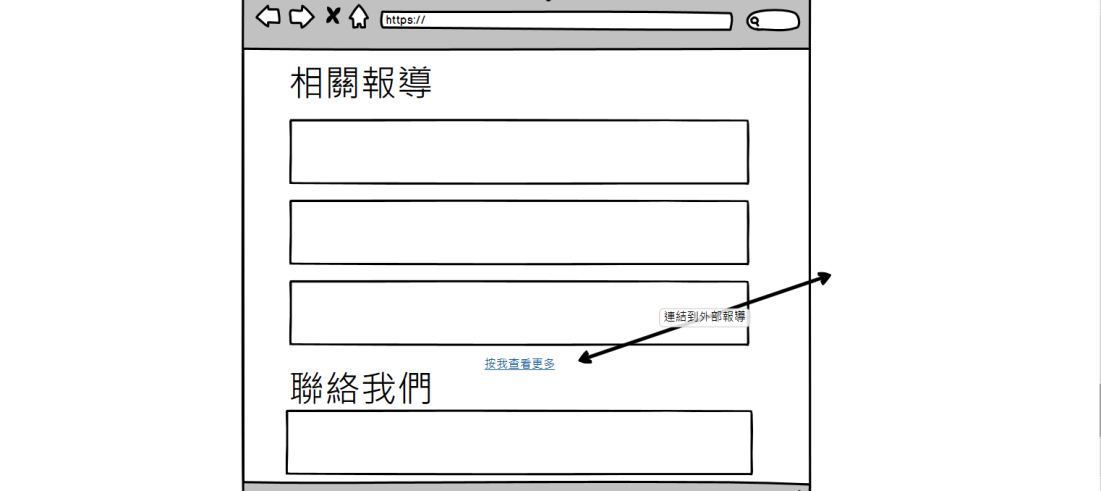 https://
相關報導
連結到外部報導
按我查看更多
聯絡我們